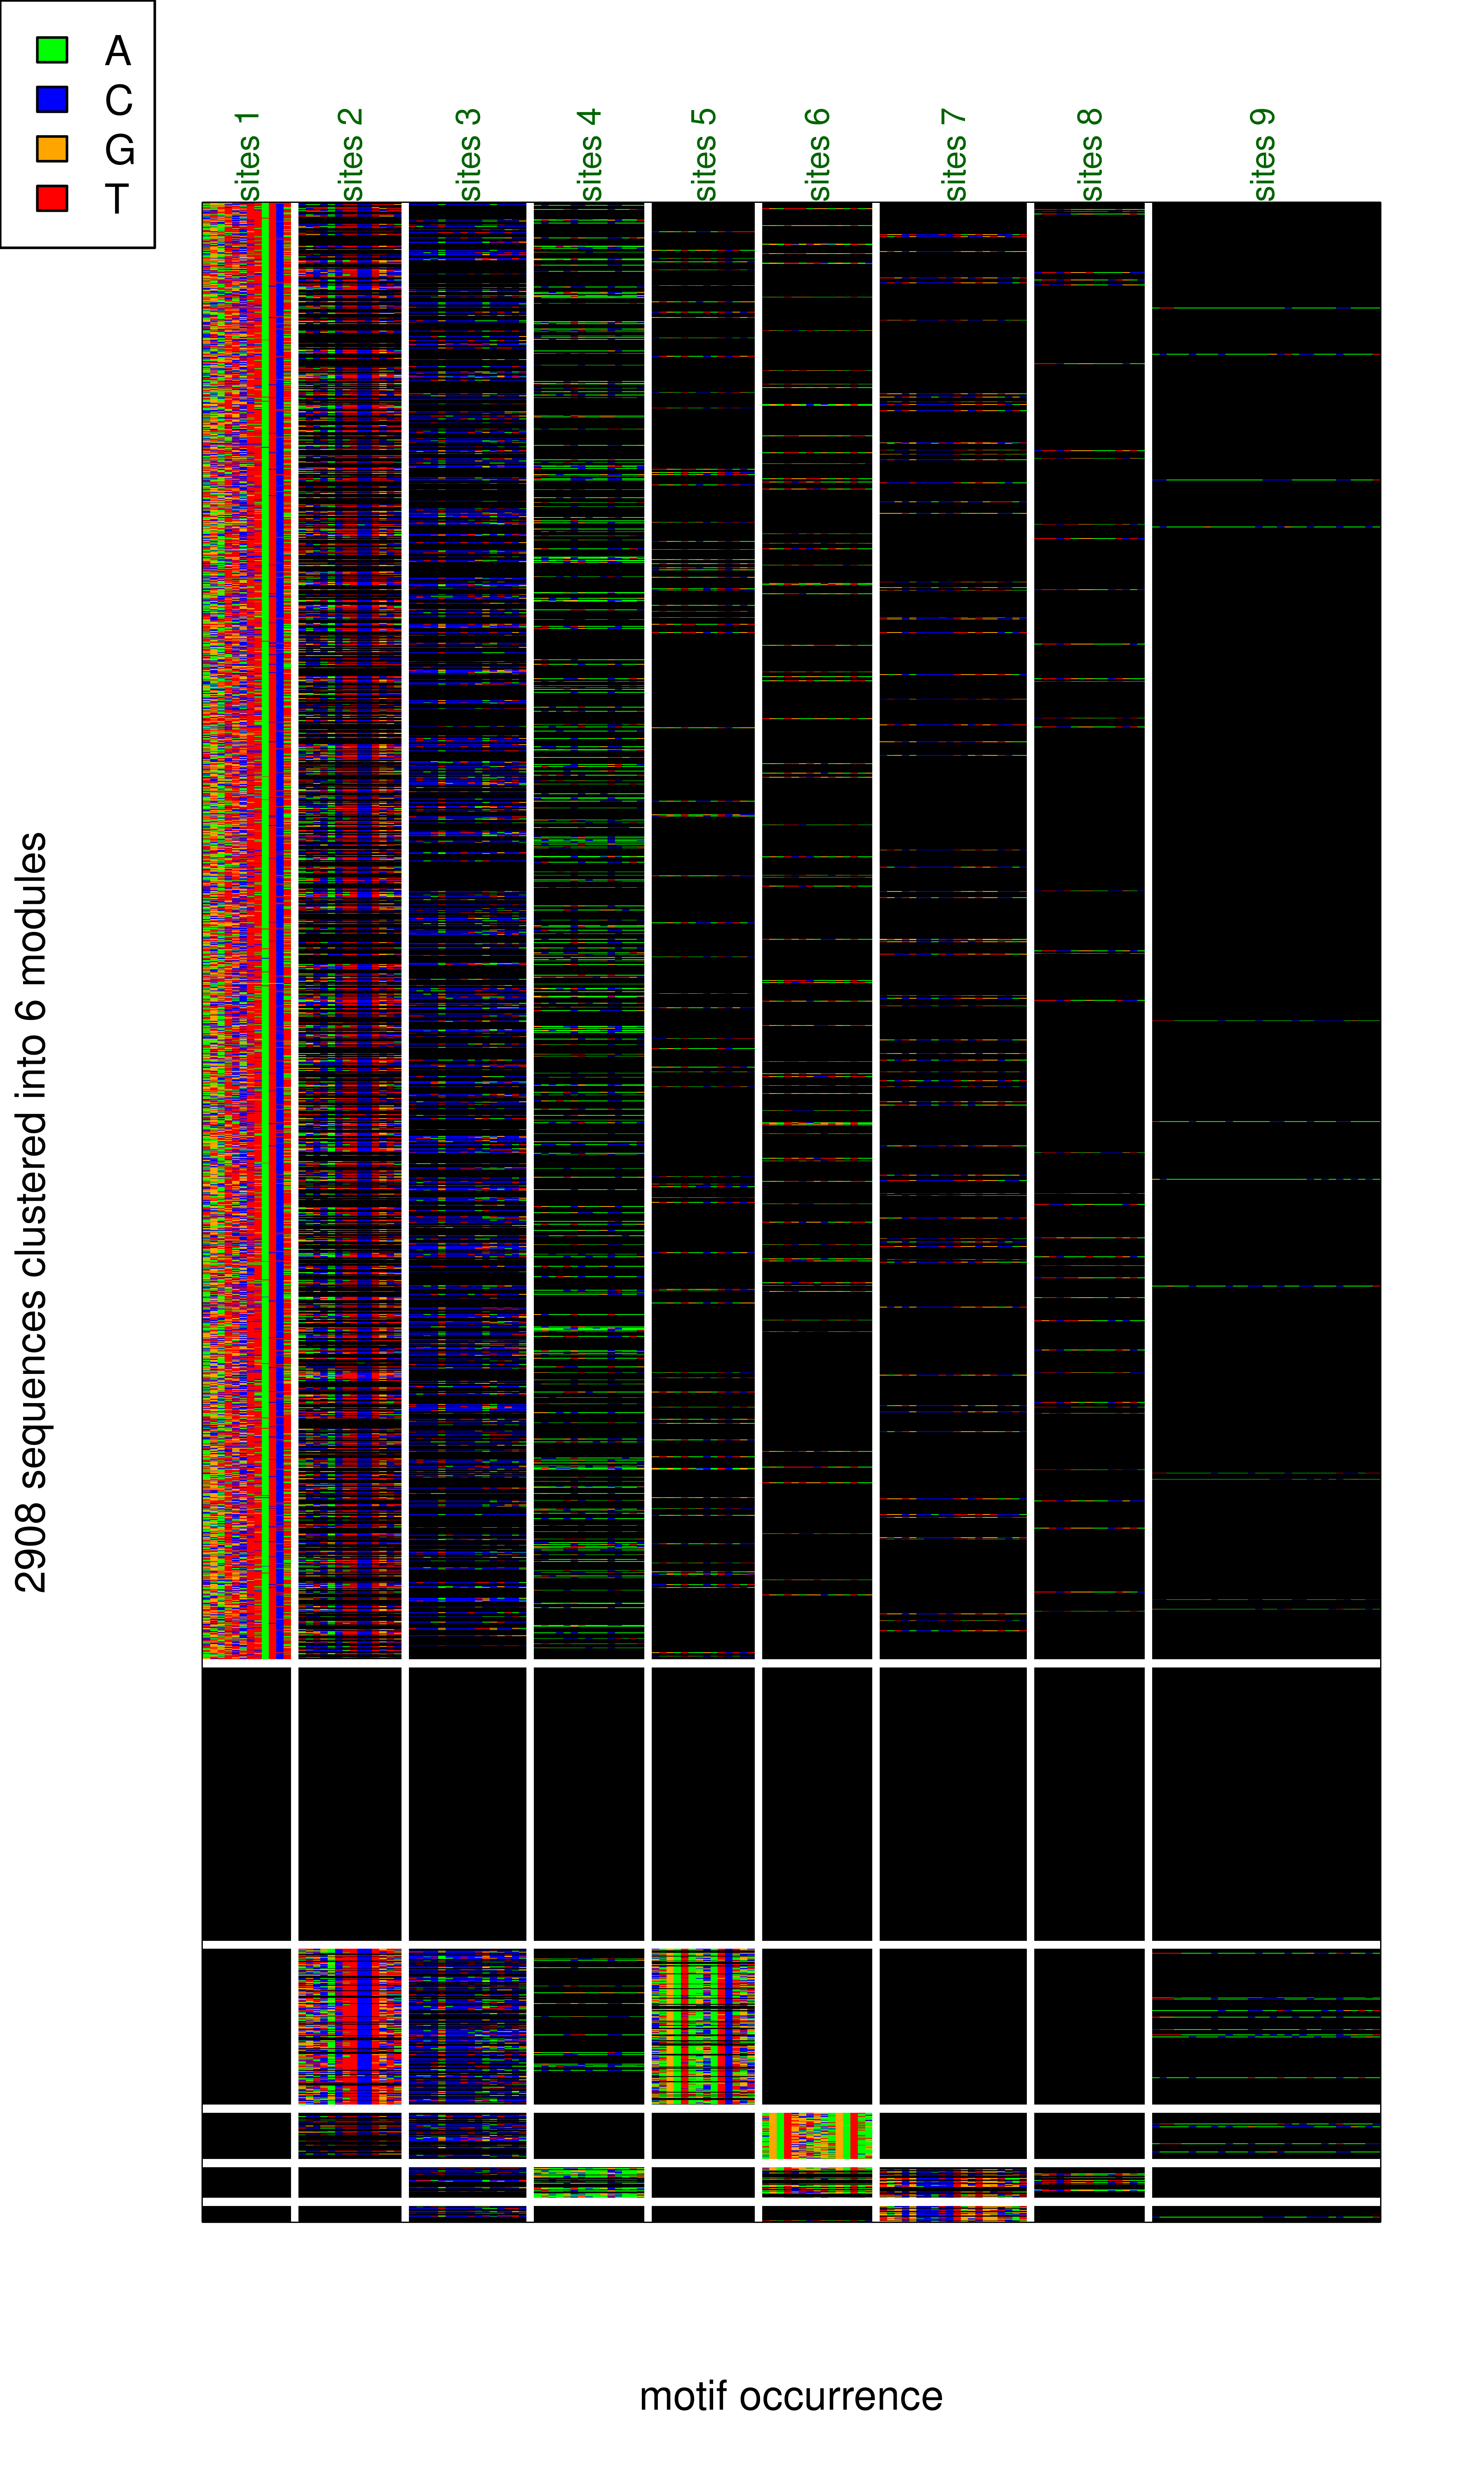 A
C
G
T
sites 1
sites 2
sites 3
sites 4
sites 5
sites 6
sites 7
sites 8
sites 9
2908 sequences clustered into 6 modules
motif occurrence